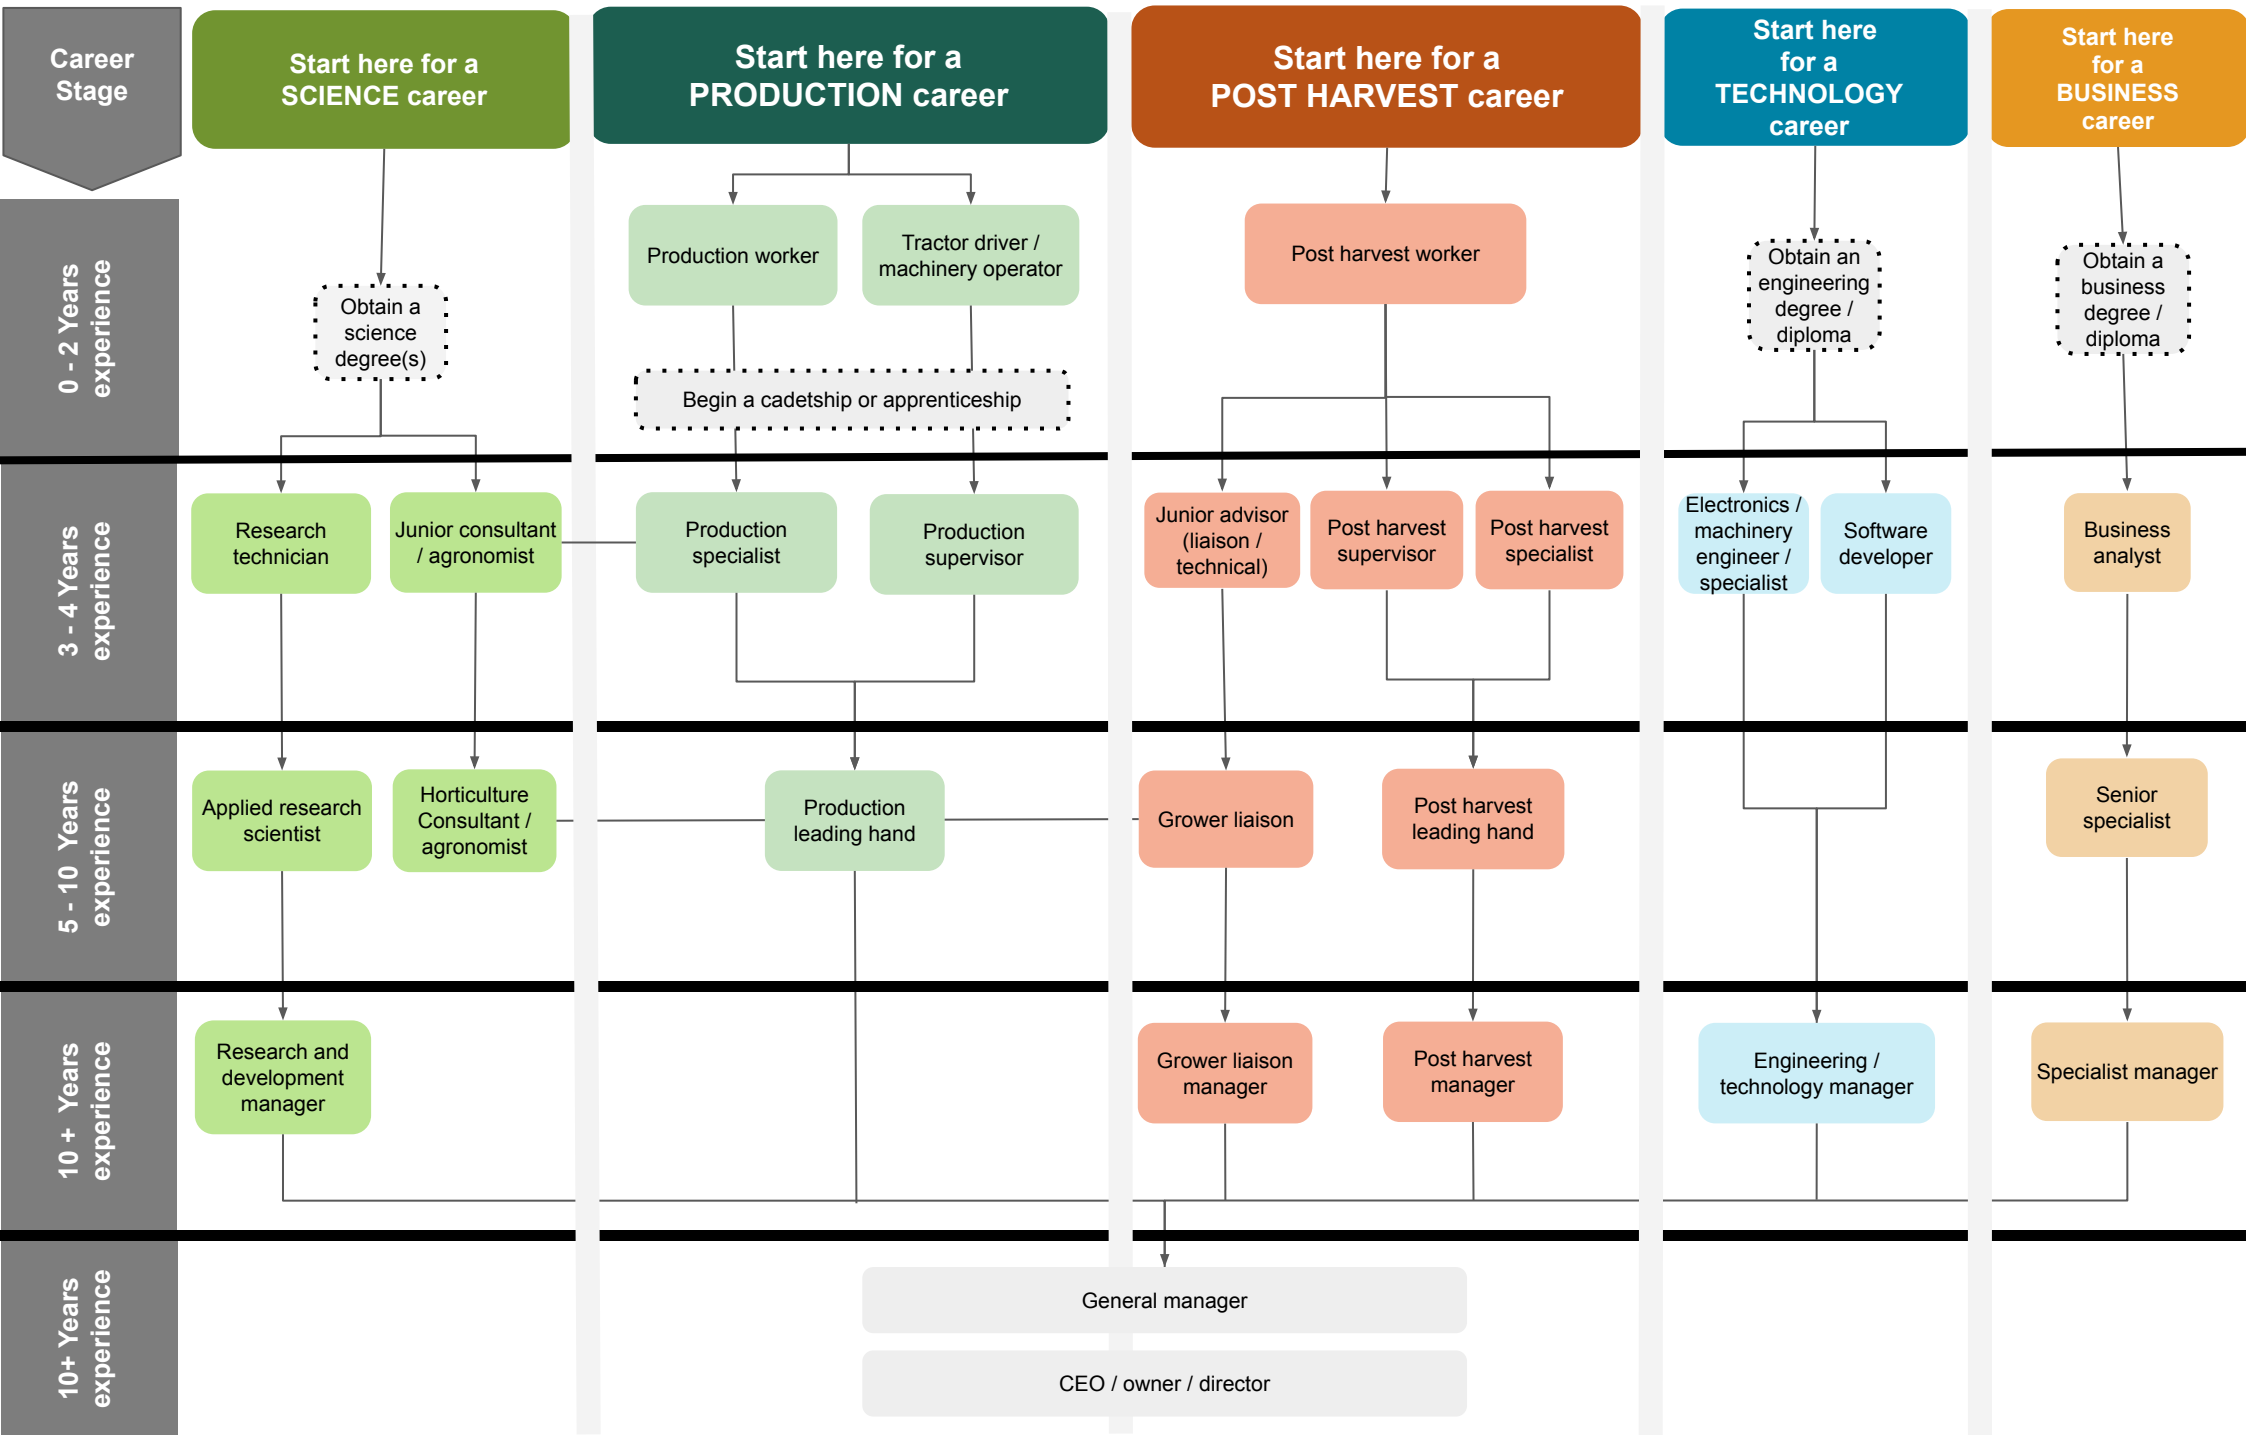 Career
Stage
Start here for a
SCIENCE career
Start here for a
PRODUCTION career
Start here for a
POST HARVEST career
Start here
for a
TECHNOLOGY
career
Start here
for a
BUSINESS
career
0 - 2 Years
experience
Obtain a
science
degree(s)
Production worker
Tractor driver /
machinery operator
Begin a cadetship or apprenticeship
Post harvest worker
Obtain an
engineering
degree /
diploma
Obtain a
business
degree /
diploma
3 - 4 Years
experience
Research
technician
Junior consultant
/ agronomist
Production
specialist
Production
supervisor
Junior advisor
(liaison /
technical)
Post harvest
supervisor
Post harvest
specialist
Electronics /
machinery
engineer /
specialist
Software
developer
Business
analyst
5 - 10 Years
experience
Applied research
scientist
Horticulture
Consultant /
agronomist
Production
leading hand
Grower liaison
Post harvest
leading hand
Senior
specialist
10 + Years
experience
Research and
development
manager
Grower liaison
manager
Post harvest
manager
Engineering /
technology manager
Specialist manager
10+ Years
experience
General manager
CEO / owner / director